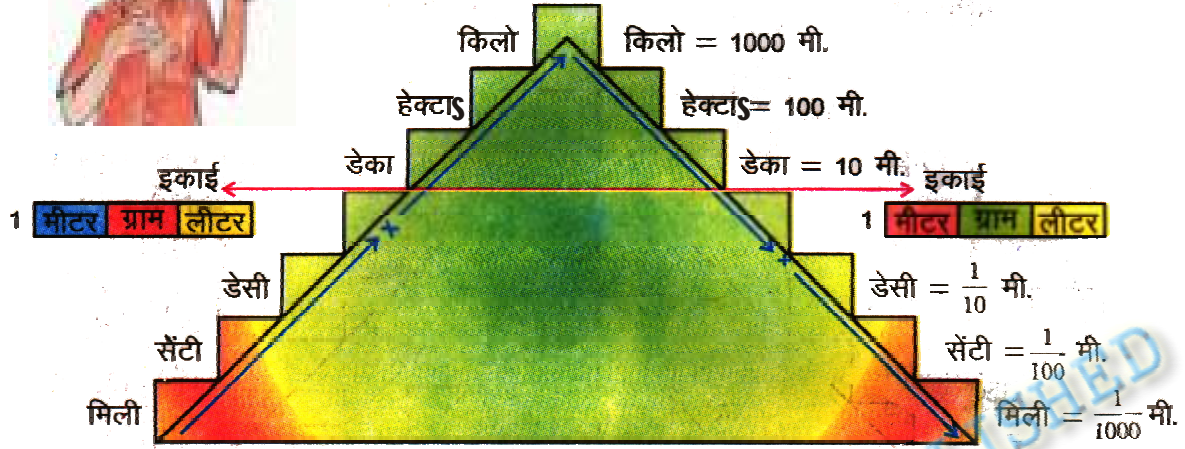 किलो किलो = 1000 मी.
हेक्टाS हेक्टाS= 100 मी.
डेका डेका = 10 मी.
इकाई इकाई
1 मीटर ग्राम लीटर 1 मीटर ग्राम लीटर
डेसी डेसी = 1/10 मी.
सेंटी सेंटी = 1/100 मी.
मिली मिली = 1/1000 मी.